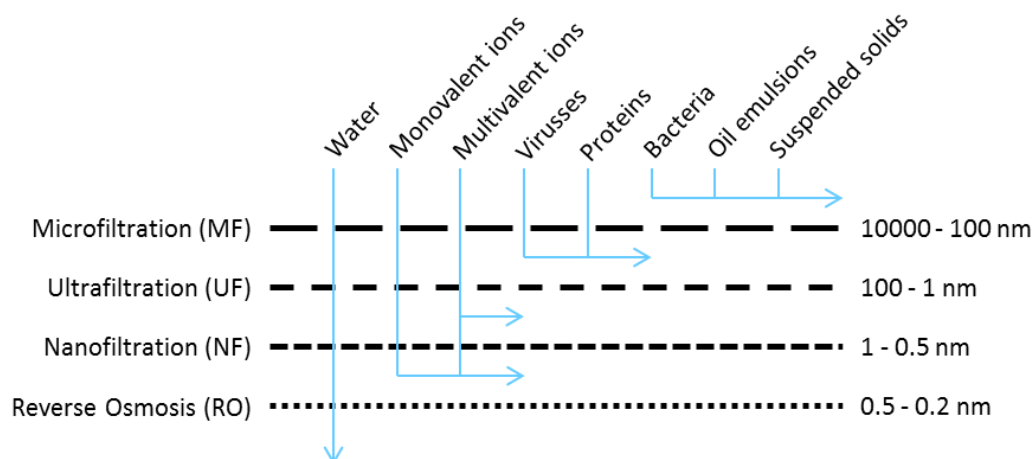 Water
Monovalent ions
Multivalent ions
Virusses
Proteins
Bacteria
Oil emulsions
Suspended solids
Microfiltration (MF) 10000 - 100 nm
Ultrafiltration (UF) 100 - 1 nm
Nanofiltration (NF) 1 - 0.5 nm
Reverse Osmosis (RO) 0.5 - 0.2 nm